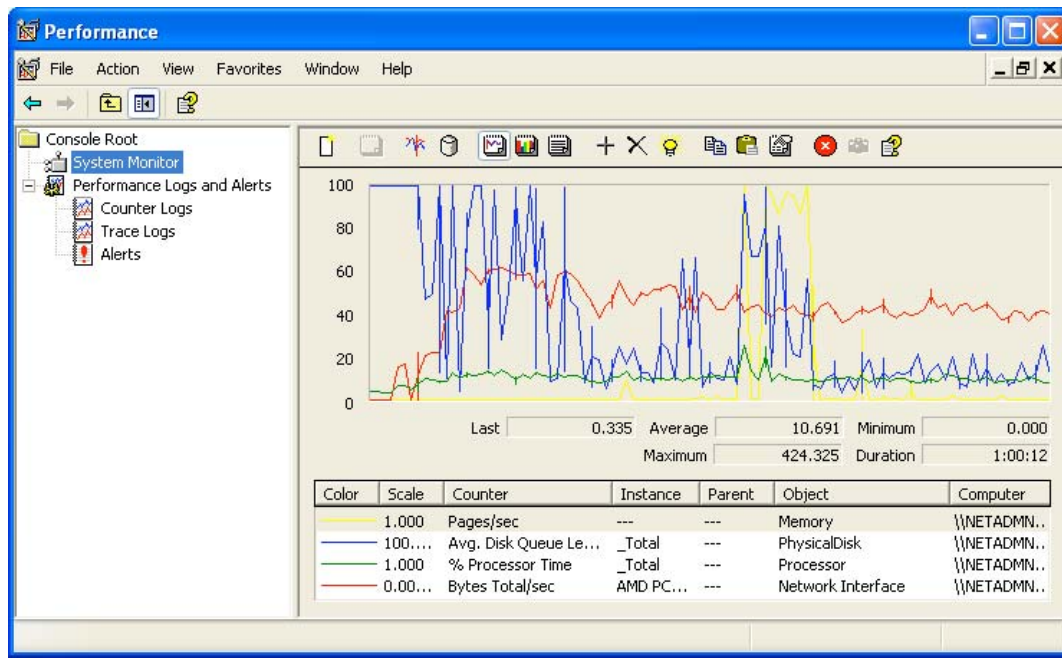 Performance
File Action View Favorites Window Help
Console Root
System Monitor
Performance Logs and Alerts
Counter Logs
Trace Logs
Alerts
100
80
60
40
20
0
Last 0.335 Average 10.691 Minimum 0.000
Maximum 424.325 Duration 1:00:12
Color Scale Counter Instance Parent Object Computer
1.000 Pages/sec --- --- Memory \\NETADMN..
100.... Avg. Disk Queue Le... _Total --- PhysicalDisk \\NETADMN..
1.000 % Processor Time _Total --- Processor \\NETADMN..
0.00... Bytes Total/sec AMD PC... --- Network Interface \\NETADMN..